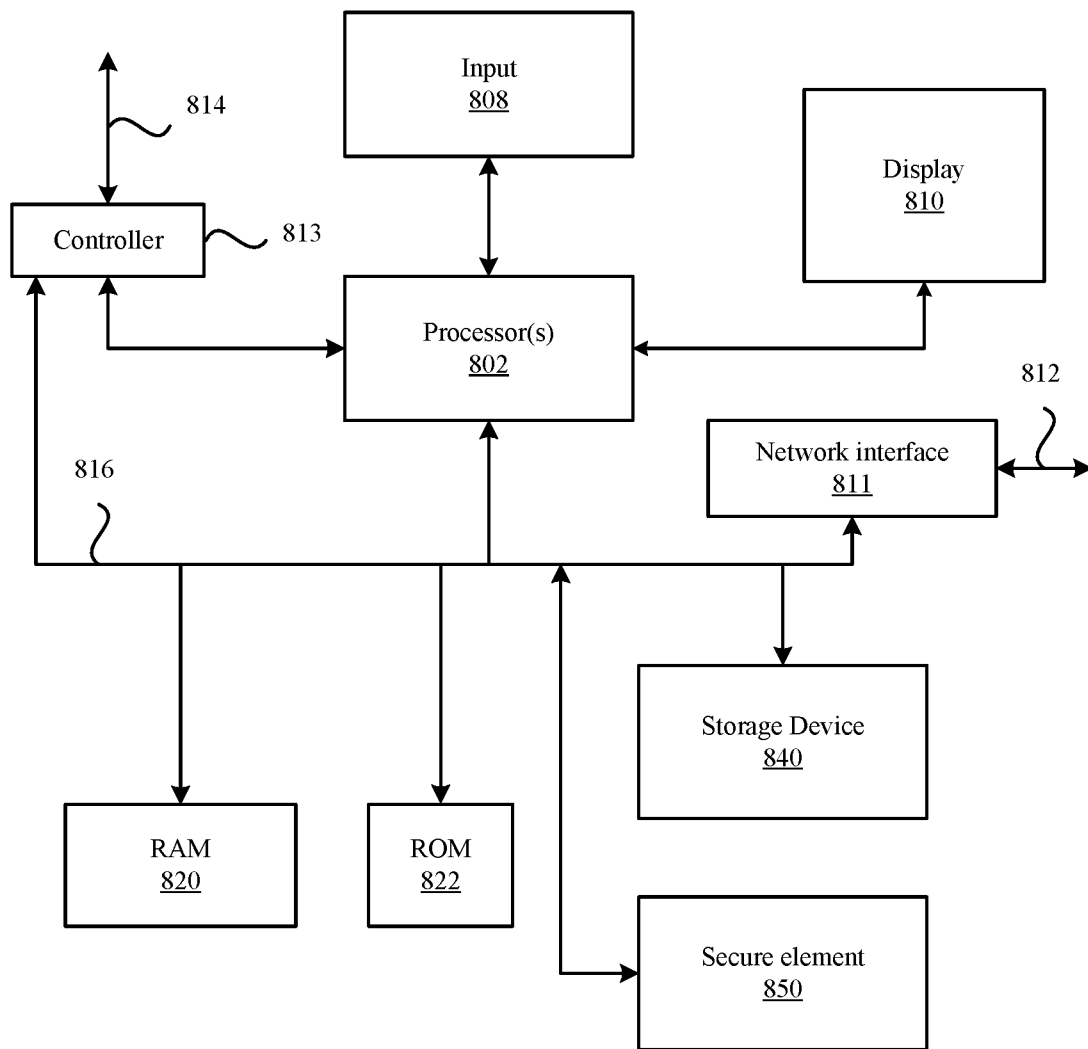 Input
808
814
Display
810
Controller
813
Processor(s)
802
812
Network interface
811
816
Storage Device
840
RAM
820
ROM
822
Secure element
850